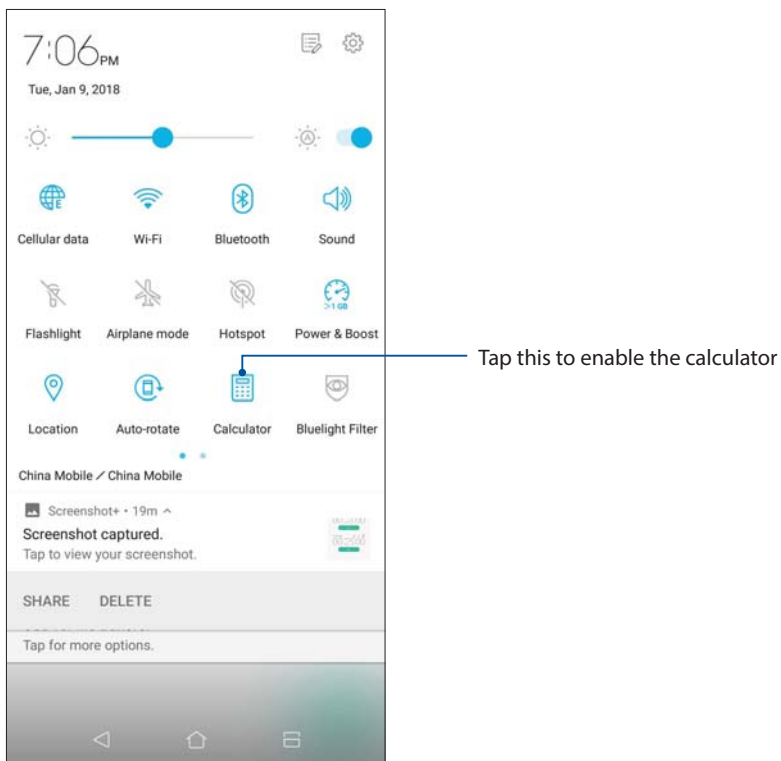 7:06PM
Tue, Jan 9, 2018
A
E
Cellular data Wi-Fi Bluetooth Sound
>1 GB
Flashlight Airplane mode Hotspot Power & Boost
Tap this to enable the calculator
Location Auto-rotate Calculator Bluelight Filter
China Mobile ⁄ China Mobile
Screenshot+ • 19m
Screenshot captured.
Tap to view your screenshot.
SHARE DELETE
Tap for more options.